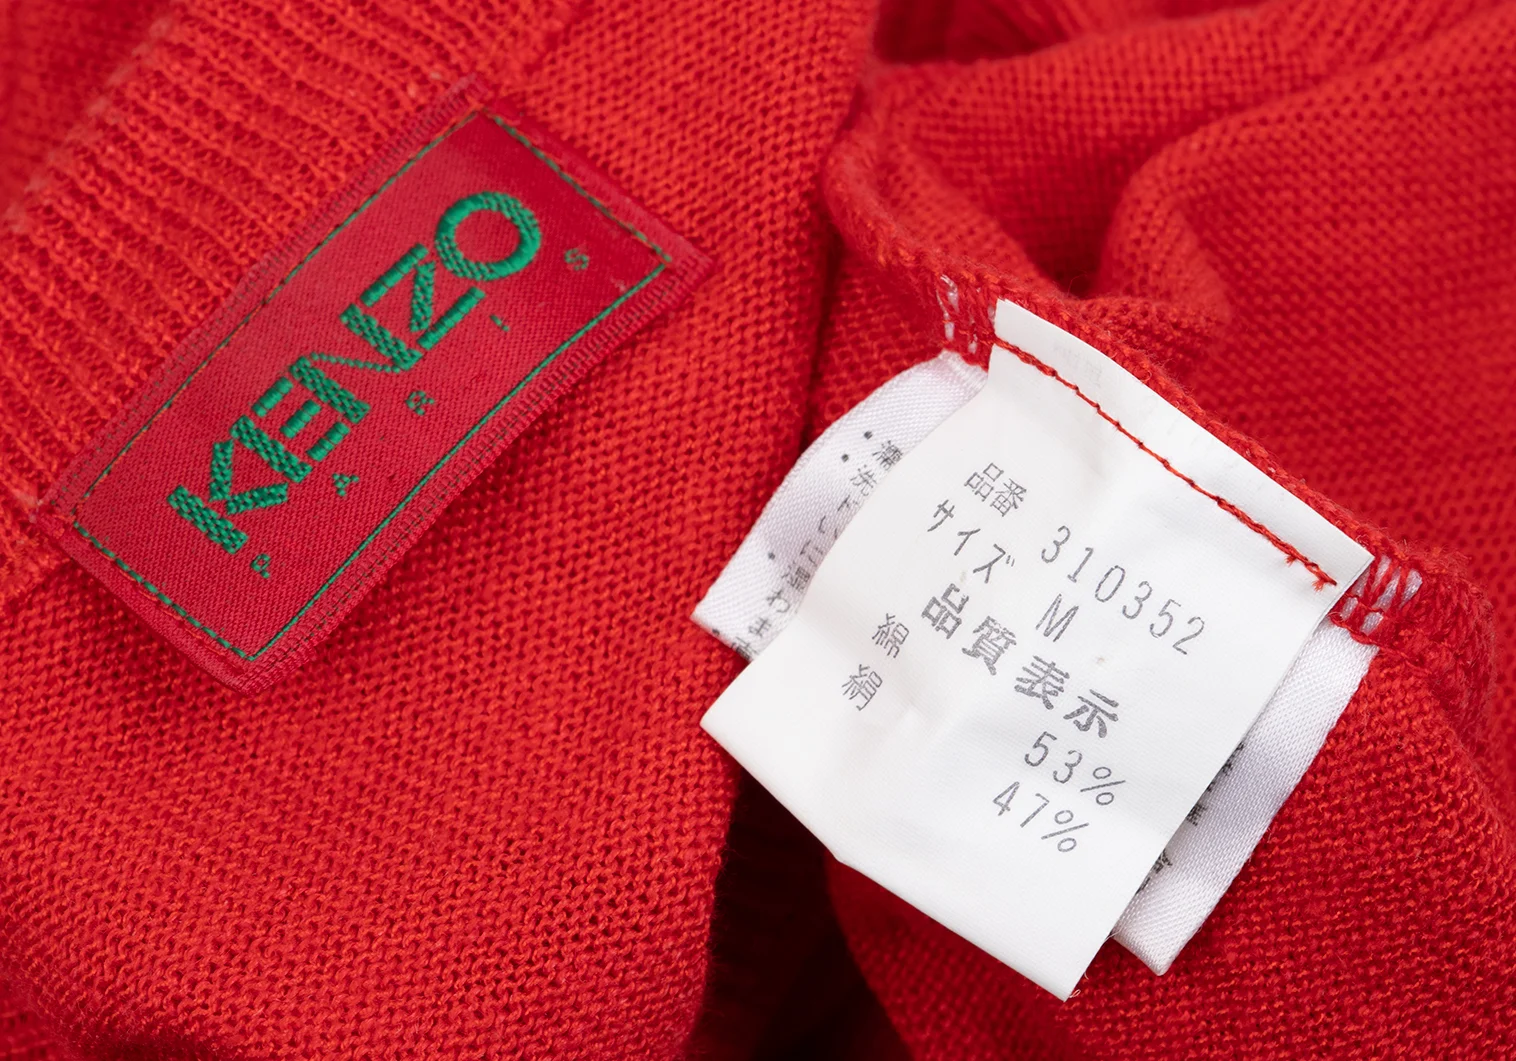 KENZO
PARIS
品番 310352
サイズ M
品質表示
綿 53%
絹 47%